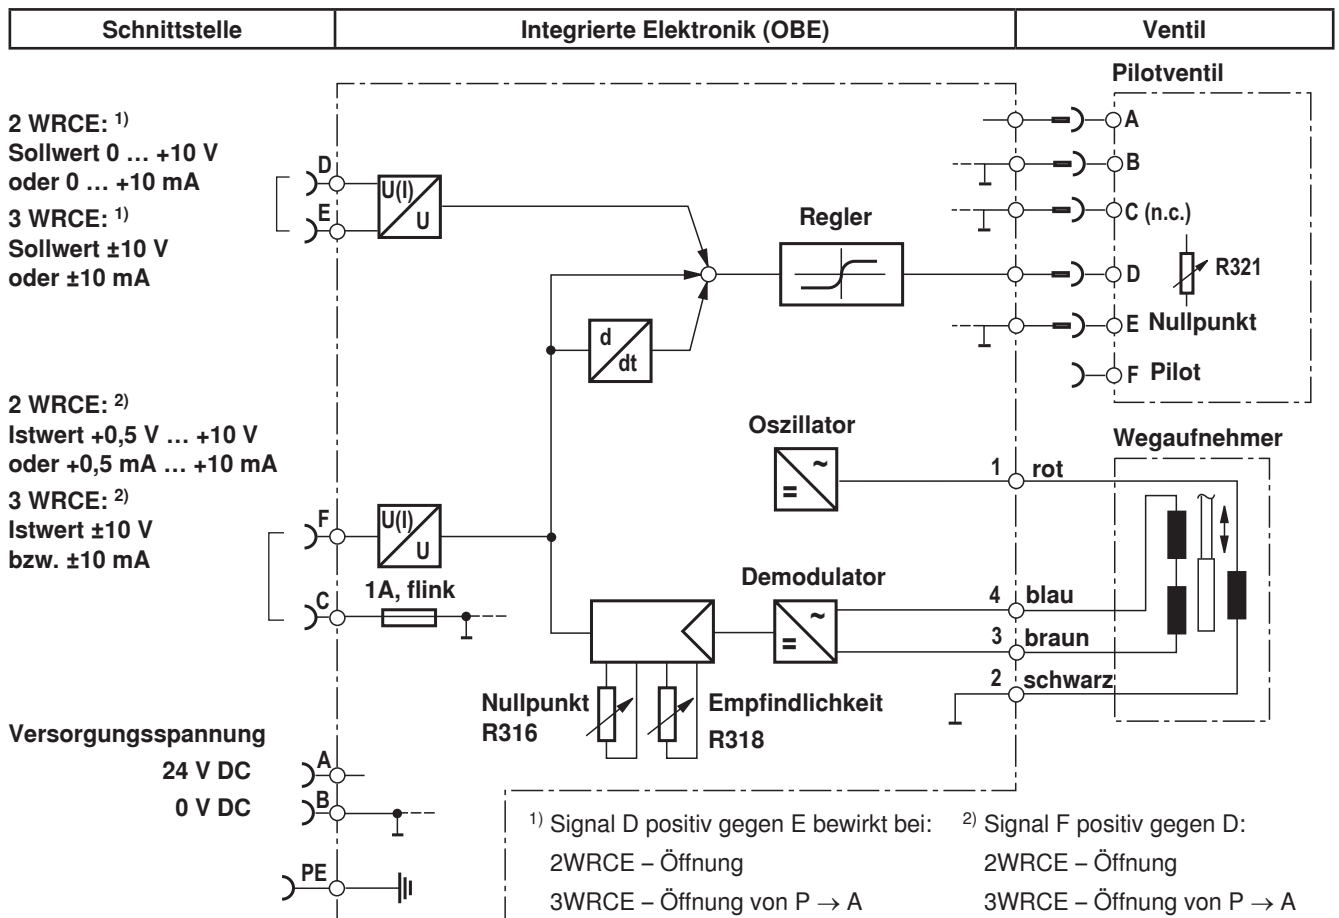 Schnittstelle
Integrierte Elektronik (OBE)
Ventil
2 WRCE: 1)
Sollwert 0 … +10 V
oder 0 … +10 mA
3 WRCE: 1)
Sollwert ±10 V
oder ±10 mA
D
E
U(I)
U
Regler
d
dt
Pilotventil
A
B
C (n.c.)
D
R321
E Nullpunkt
F Pilot
2 WRCE: 2)
Istwert +0,5 V … +10 V
oder +0,5 mA … +10 mA
3 WRCE: 2)
Istwert ±10 V
bzw. ±10 mA
F
C
U(I)
U
1A, flink
Oszillator
~
=
Demodulator
~
=
Nullpunkt
R316
Empfindlichkeit
R318
Wegaufnehmer
1 rot
4 blau
3 braun
2 schwarz
Versorgungsspannung
24 V DC
A
0 V DC
B
PE
1) Signal D positiv gegen E bewirkt bei:
2WRCE – Öffnung
3WRCE – Öffnung von P → A
2) Signal F positiv gegen D:
2WRCE – Öffnung
3WRCE – Öffnung von P → A